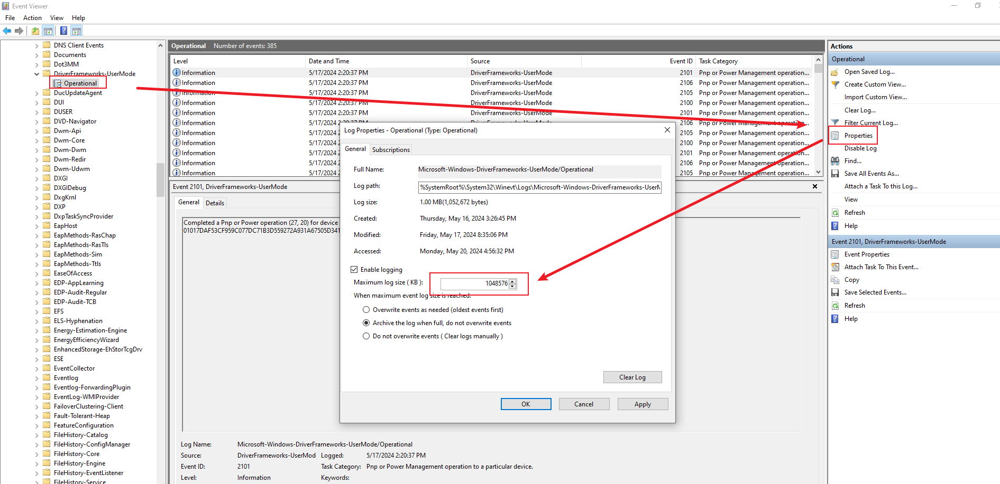 Event Viewer
File Action View Help
DNS Client Events
Documents
Dot3MM
DriverFrameworks-UserMode
Operational
DucUpdateAgent
DUI
DUSER
DVD-Navigator
Dwm-Api
Dwm-Core
Dwm-Dwm
Dwm-Redir
Dwm-Udwm
DXGI
DXGIDebug
DxgKrnl
DXP
DxpTaskSyncProvider
EapHost
EapMethods-RasChap
EapMethods-RasTls
EapMethods-Sim
EapMethods-Ttls
EaseOfAccess
EDP-AppLearning
EDP-Audit-Regular
EDP-Audit-TCB
EFS
ELS-Hyphenation
Energy-Estimation-Engine
EnergyEfficiencyWizard
EnhancedStorage-EhStorTcgDrv
ESE
EventCollector
Eventlog
Eventlog-ForwardingPlugin
EventLog-WMIProvider
FailoverClustering-Client
Fault-Tolerant-Heap
FeatureConfiguration
FileHistory-Catalog
FileHistory-ConfigManager
FileHistory-Core
FileHistory-Engine
FileHistory-EventListener
FileHistory-Service
Operational Number of events: 385
Level Date and Time Source Event ID Task Category
Information 5/17/2024 2:20:37 PM DriverFrameworks-UserMode 2101 Pnp or Power Management operation...
Information 5/17/2024 2:20:37 PM DriverFrameworks-UserMode 2106 Pnp or Power Management operation...
Information 5/17/2024 2:20:37 PM DriverFrameworks-UserMode 2105 Pnp or Power Management operation...
Information 5/17/2024 2:20:37 PM DriverFrameworks-UserMode 2100 Pnp or Power Management operation...
Information 5/17/2024 2:20:37 PM DriverFrameworks-UserMode 2101 Pnp or Power Management operation...
Information 5/17/2024 2:20:37 PM DriverFrameworks-UserMode 2106 Pnp or Power Management operation...
Information 5/17/2024 2:20 2105 Pnp or Power Management operation...
Information 5/17/2024 2:20 2100 Pnp or Power Management operation...
Information 5/17/2024 2:20 2101 Pnp or Power Management operation...
Information 5/17/2024 2:20 2106 Pnp or Power Management operation...
Information 5/17/2024 2:20 2105 Pnp or Power Management operation...
Event 2101, DriverFrameworks-UserMode
General Details
Completed a Pnp or Power operation (27, 20) for device
01017DAF53CF959C077DC71B3D559272A931A67505D341
Log Name: Microsoft-Windows-DriverFrameworks-UserMode/Operational
Source: DriverFrameworks-UserMod Logged: 5/17/2024 2:20:37 PM
Event ID: 2101 Task Category: Pnp or Power Management operation to a particular device.
Level: Information Keywords:
Log Properties - Operational (Type: Operational)
General Subscriptions
Full Name: Microsoft-Windows-DriverFrameworks-UserMode/Operational
Log path: %SystemRoot%\System32\Winevt\Logs\Microsoft-Windows-DriverFrameworks-UserM
Log size: 1.00 MB(1,052,672 bytes)
Created: Thursday, May 16, 2024 3:26:45 PM
Modified: Friday, May 17, 2024 8:35:06 PM
Accessed: Monday, May 20, 2024 4:56:32 PM
Enable logging
Maximum log size ( KB ): 1048576
When maximum event log size is reached:
Overwrite events as needed (oldest events first)
Archive the log when full, do not overwrite events
Do not overwrite events ( Clear logs manually )
Clear Log
OK Cancel Apply
Actions
Operational
Open Saved Log...
Create Custom View...
Import Custom View...
Clear Log...
Filter Current Log...
Properties
Disable Log
Find...
Save All Events As...
Attach a Task To this Log...
View
Refresh
Help
Event 2101, DriverFrameworks-UserMode
Event Properties
Attach Task To This Event...
Copy
Save Selected Events...
Refresh
Help